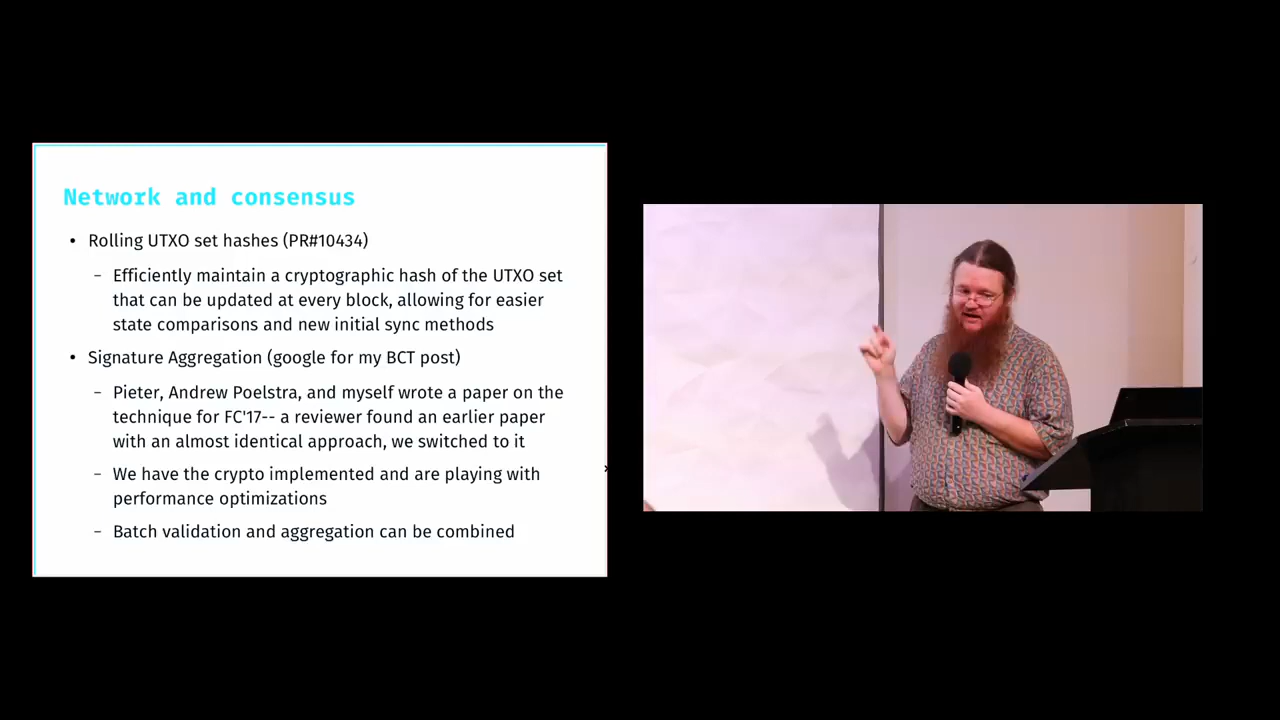 Network and consensus
• Rolling UTXO set hashes (PR#10434)
– Efficiently maintain a cryptographic hash of the UTXO set
that can be updated at every block, allowing for easier
state comparisons and new initial sync methods
• Signature Aggregation (google for my BCT post)
– Pieter, Andrew Poelstra, and myself wrote a paper on the
technique for FC'17-- a reviewer found an earlier paper
with an almost identical approach, we switched to it
– We have the crypto implemented and are playing with
performance optimizations
– Batch validation and aggregation can be combined